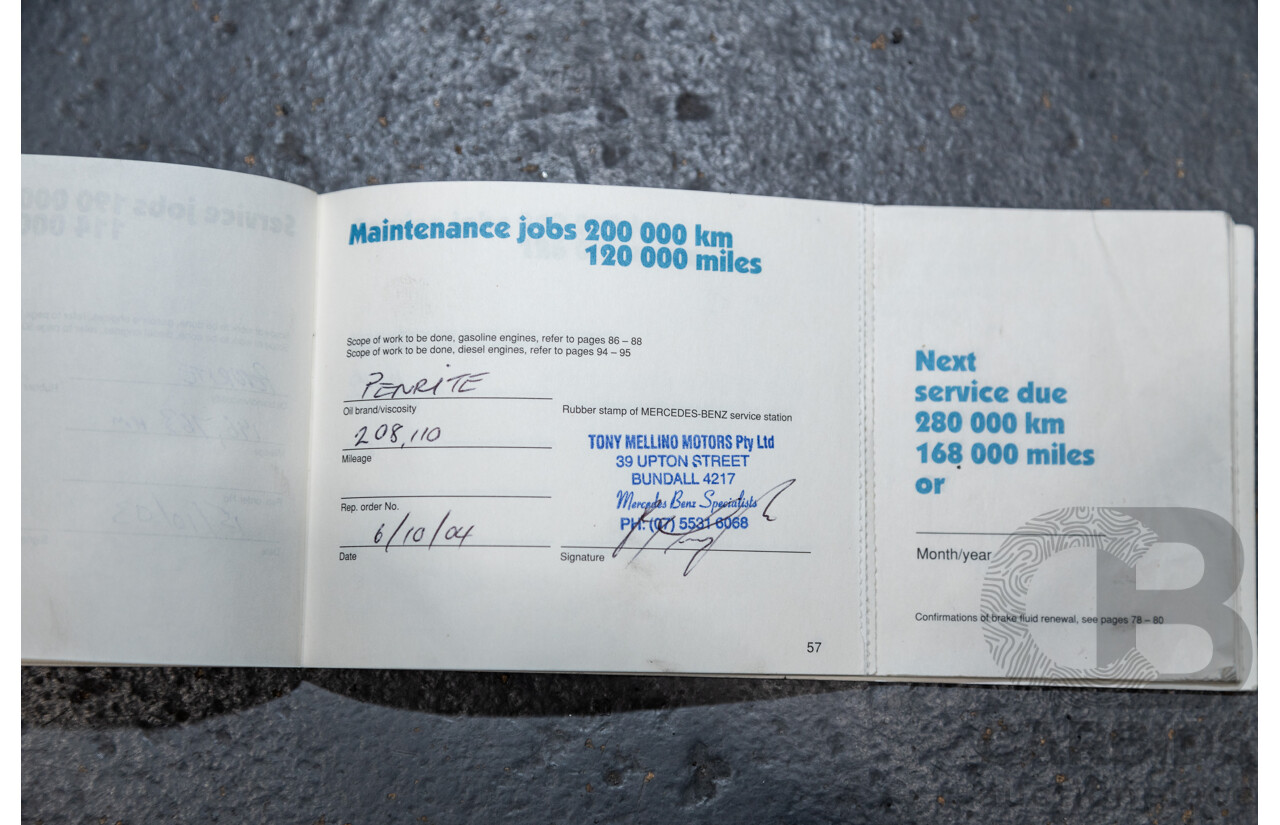 Maintenance jobs 200 000 km
120 000 miles
Scope of work to be done, gasoline engines, refer to pages 86 – 88
Scope of work to be done, diesel engines, refer to pages 94 – 95
PENRITE
Oil brand/viscosity
208,110
Mileage
Rep. order No.
6/10/04
Date
Rubber stamp of MERCEDES-BENZ service station
TONY MELLINO MOTORS Pty Ltd
39 UPTON STREET
BUNDALL 4217
Mercedes Benz Specialists
PH: (07) 5531 6068
Signature
57
Next
service due
280 000 km
168 000 miles
or
Month/year
Confirmations of brake fluid renewal, see pages 78 – 80
CB